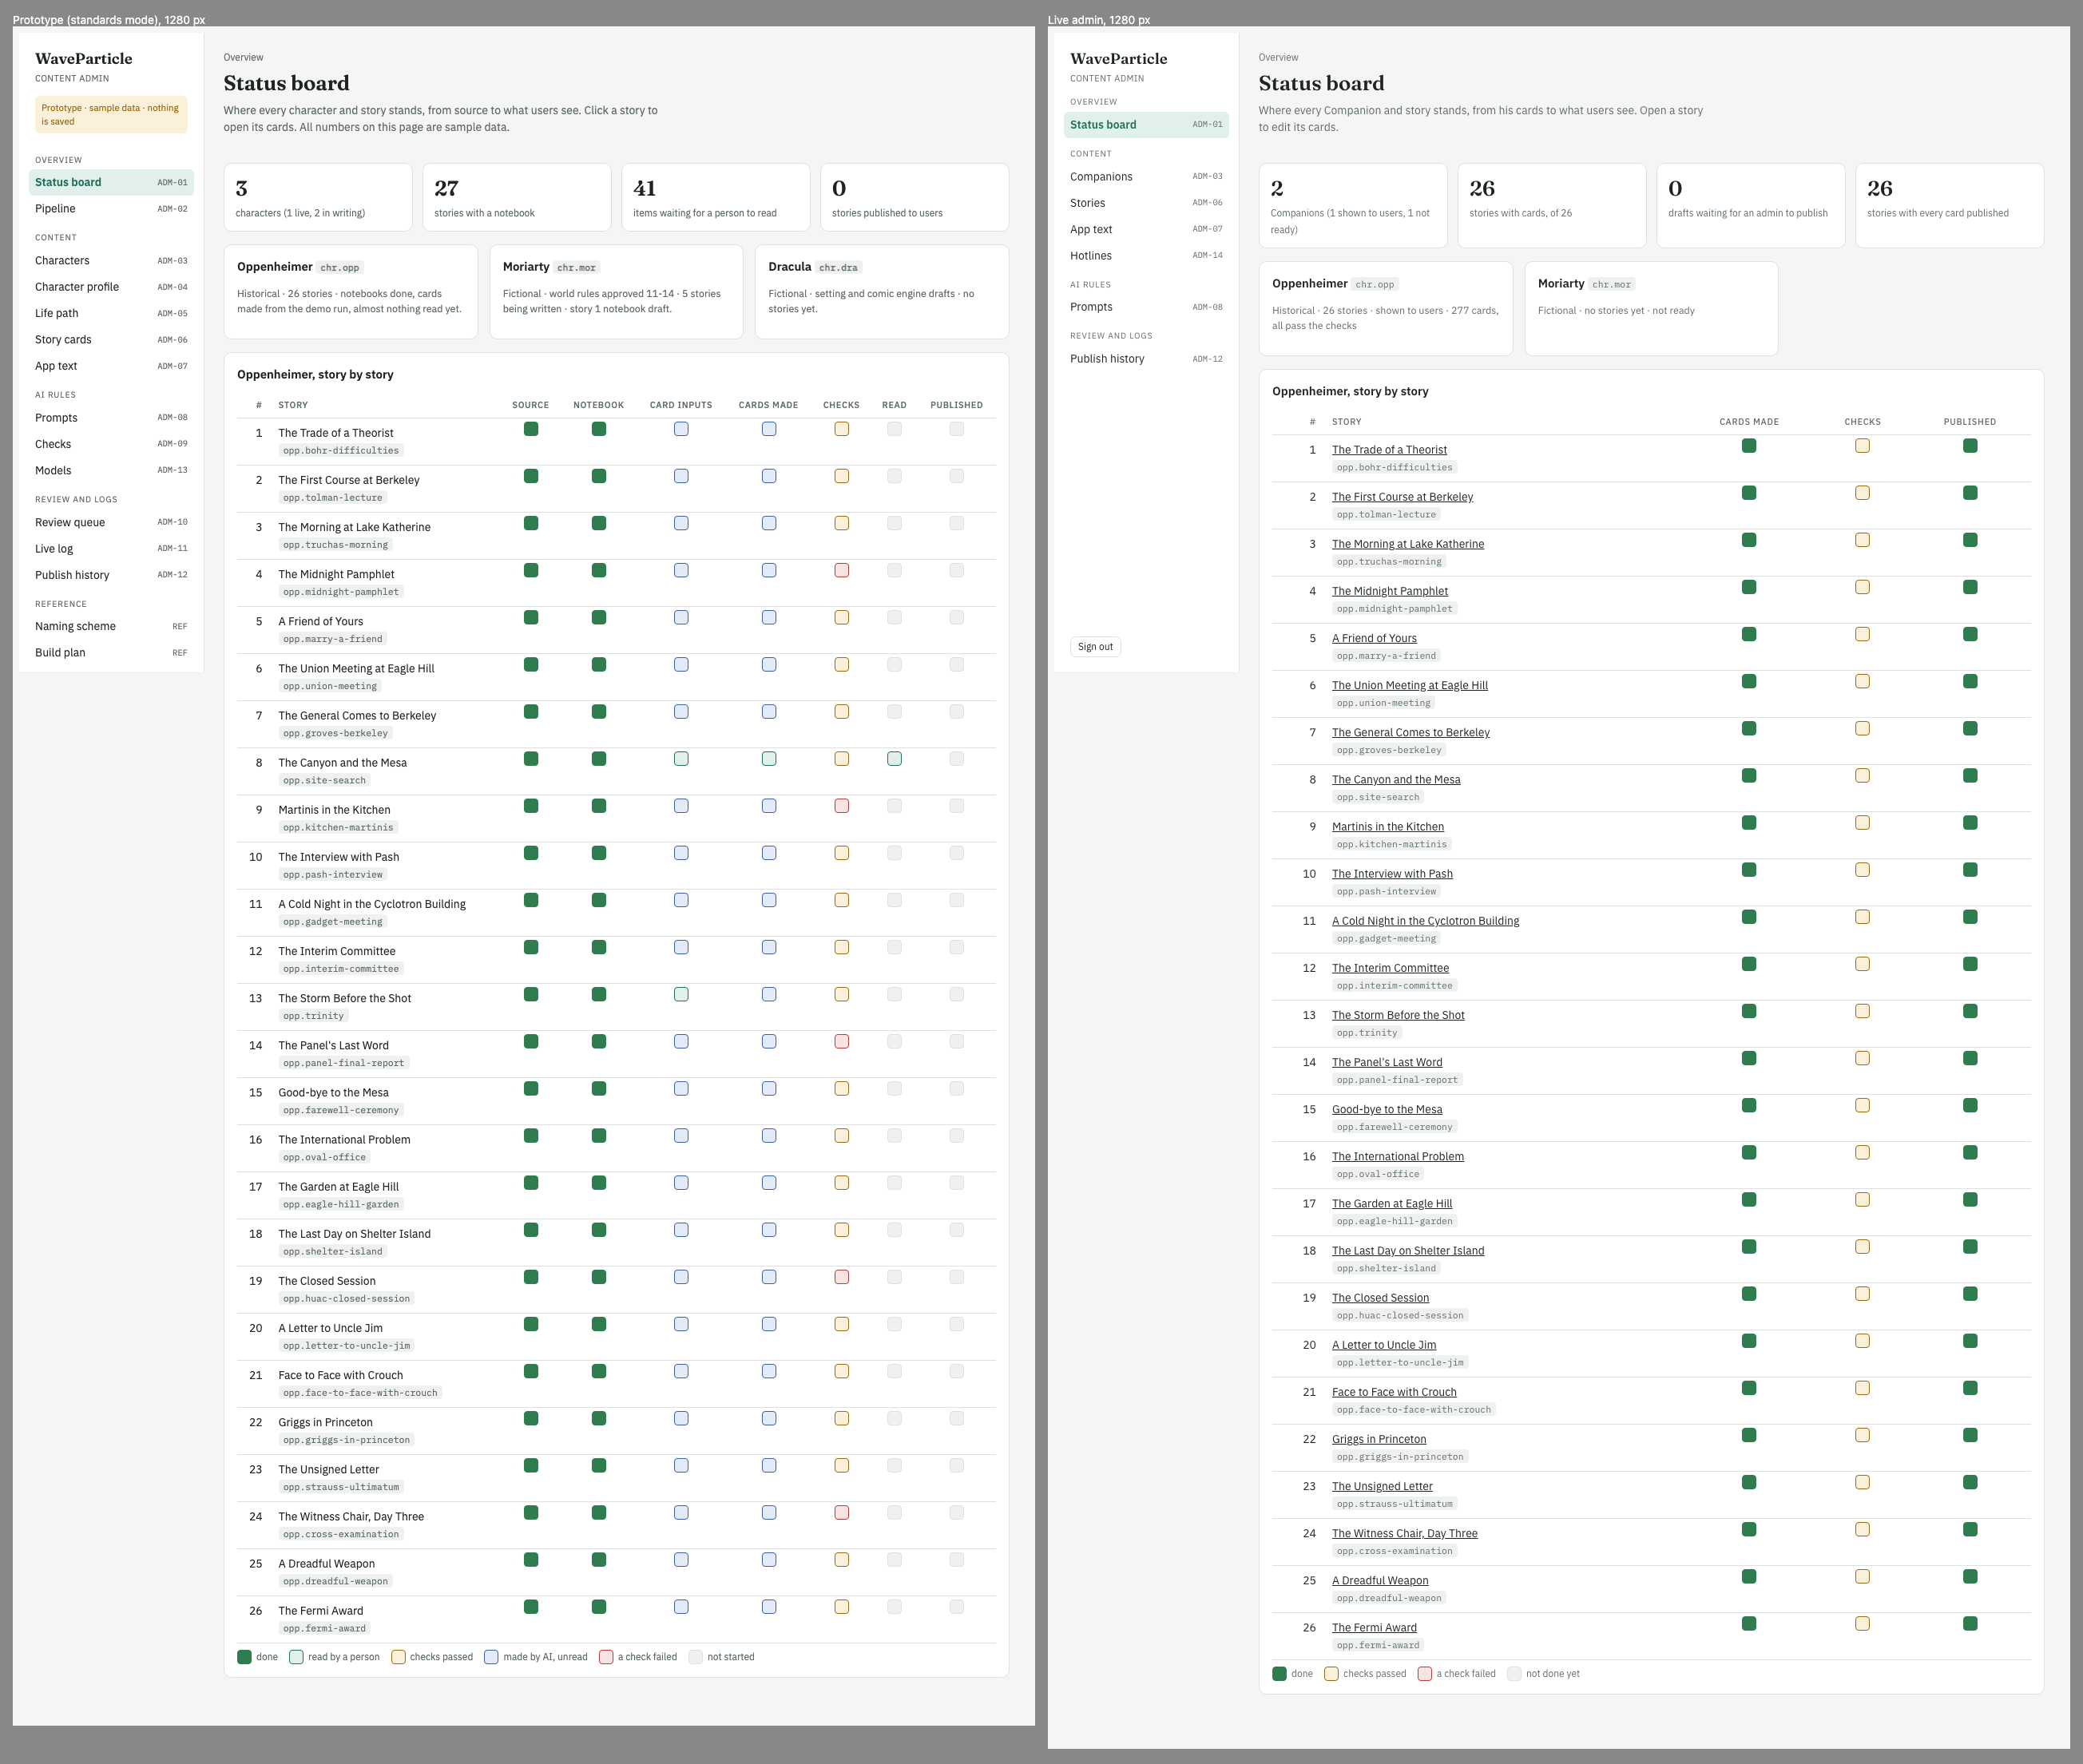 Prototype (standards mode), 1280 px
WaveParticle
CONTENT ADMIN
Prototype · sample data · nothing
is saved
OVERVIEW
Status board ADM-01
Pipeline ADM-02
CONTENT
Characters ADM-03
Character profile ADM-04
Life path ADM-05
Story cards ADM-06
App text ADM-07
AI RULES
Prompts ADM-08
Checks ADM-09
Models ADM-13
REVIEW AND LOGS
Review queue ADM-10
Live log ADM-11
Publish history ADM-12
REFERENCE
Naming scheme REF
Build plan REF
Overview
Status board
Where every character and story stands, from source to what users see. Click a story to
open its cards. All numbers on this page are sample data.
3
characters (1 live, 2 in writing)
27
stories with a notebook
41
items waiting for a person to read
0
stories published to users
Oppenheimer chr.opp
Historical · 26 stories · notebooks done, cards
made from the demo run, almost nothing read yet.
Moriarty chr.mor
Fictional · world rules approved 11-14 · 5 stories
being written · story 1 notebook draft.
Dracula chr.dra
Fictional · setting and comic engine drafts · no
stories yet.
Oppenheimer, story by story
# STORY SOURCE NOTEBOOK CARD INPUTS CARDS MADE CHECKS READ PUBLISHED
1 The Trade of a Theorist
opp.bohr-difficulties
2 The First Course at Berkeley
opp.tolman-lecture
3 The Morning at Lake Katherine
opp.truchas-morning
4 The Midnight Pamphlet
opp.midnight-pamphlet
5 A Friend of Yours
opp.marry-a-friend
6 The Union Meeting at Eagle Hill
opp.union-meeting
7 The General Comes to Berkeley
opp.groves-berkeley
8 The Canyon and the Mesa
opp.site-search
9 Martinis in the Kitchen
opp.kitchen-martinis
10 The Interview with Pash
opp.pash-interview
11 A Cold Night in the Cyclotron Building
opp.gadget-meeting
12 The Interim Committee
opp.interim-committee
13 The Storm Before the Shot
opp.trinity
14 The Panel's Last Word
opp.panel-final-report
15 Good-bye to the Mesa
opp.farewell-ceremony
16 The International Problem
opp.oval-office
17 The Garden at Eagle Hill
opp.eagle-hill-garden
18 The Last Day on Shelter Island
opp.shelter-island
19 The Closed Session
opp.huac-closed-session
20 A Letter to Uncle Jim
opp.letter-to-uncle-jim
21 Face to Face with Crouch
opp.face-to-face-with-crouch
22 Griggs in Princeton
opp.griggs-in-princeton
23 The Unsigned Letter
opp.strauss-ultimatum
24 The Witness Chair, Day Three
opp.cross-examination
25 A Dreadful Weapon
opp.dreadful-weapon
26 The Fermi Award
opp.fermi-award
done read by a person checks passed made by AI, unread a check failed not started
Live admin, 1280 px
WaveParticle
CONTENT ADMIN
OVERVIEW
Status board ADM-01
CONTENT
Companions ADM-03
Stories ADM-06
App text ADM-07
Hotlines ADM-14
AI RULES
Prompts ADM-08
REVIEW AND LOGS
Publish history ADM-12
Sign out
Overview
Status board
Where every Companion and story stands, from his cards to what users see. Open a story
to edit its cards.
2
Companions (1 shown to users, 1 not
ready)
26
stories with cards, of 26
0
drafts waiting for an admin to publish
26
stories with every card published
Oppenheimer chr.opp
Historical · 26 stories · shown to users · 277 cards,
all pass the checks
Moriarty chr.mor
Fictional · no stories yet · not ready
Oppenheimer, story by story
# STORY CARDS MADE CHECKS PUBLISHED
1 The Trade of a Theorist
opp.bohr-difficulties
2 The First Course at Berkeley
opp.tolman-lecture
3 The Morning at Lake Katherine
opp.truchas-morning
4 The Midnight Pamphlet
opp.midnight-pamphlet
5 A Friend of Yours
opp.marry-a-friend
6 The Union Meeting at Eagle Hill
opp.union-meeting
7 The General Comes to Berkeley
opp.groves-berkeley
8 The Canyon and the Mesa
opp.site-search
9 Martinis in the Kitchen
opp.kitchen-martinis
10 The Interview with Pash
opp.pash-interview
11 A Cold Night in the Cyclotron Building
opp.gadget-meeting
12 The Interim Committee
opp.interim-committee
13 The Storm Before the Shot
opp.trinity
14 The Panel's Last Word
opp.panel-final-report
15 Good-bye to the Mesa
opp.farewell-ceremony
16 The International Problem
opp.oval-office
17 The Garden at Eagle Hill
opp.eagle-hill-garden
18 The Last Day on Shelter Island
opp.shelter-island
19 The Closed Session
opp.huac-closed-session
20 A Letter to Uncle Jim
opp.letter-to-uncle-jim
21 Face to Face with Crouch
opp.face-to-face-with-crouch
22 Griggs in Princeton
opp.griggs-in-princeton
23 The Unsigned Letter
opp.strauss-ultimatum
24 The Witness Chair, Day Three
opp.cross-examination
25 A Dreadful Weapon
opp.dreadful-weapon
26 The Fermi Award
opp.fermi-award
done checks passed a check failed not done yet